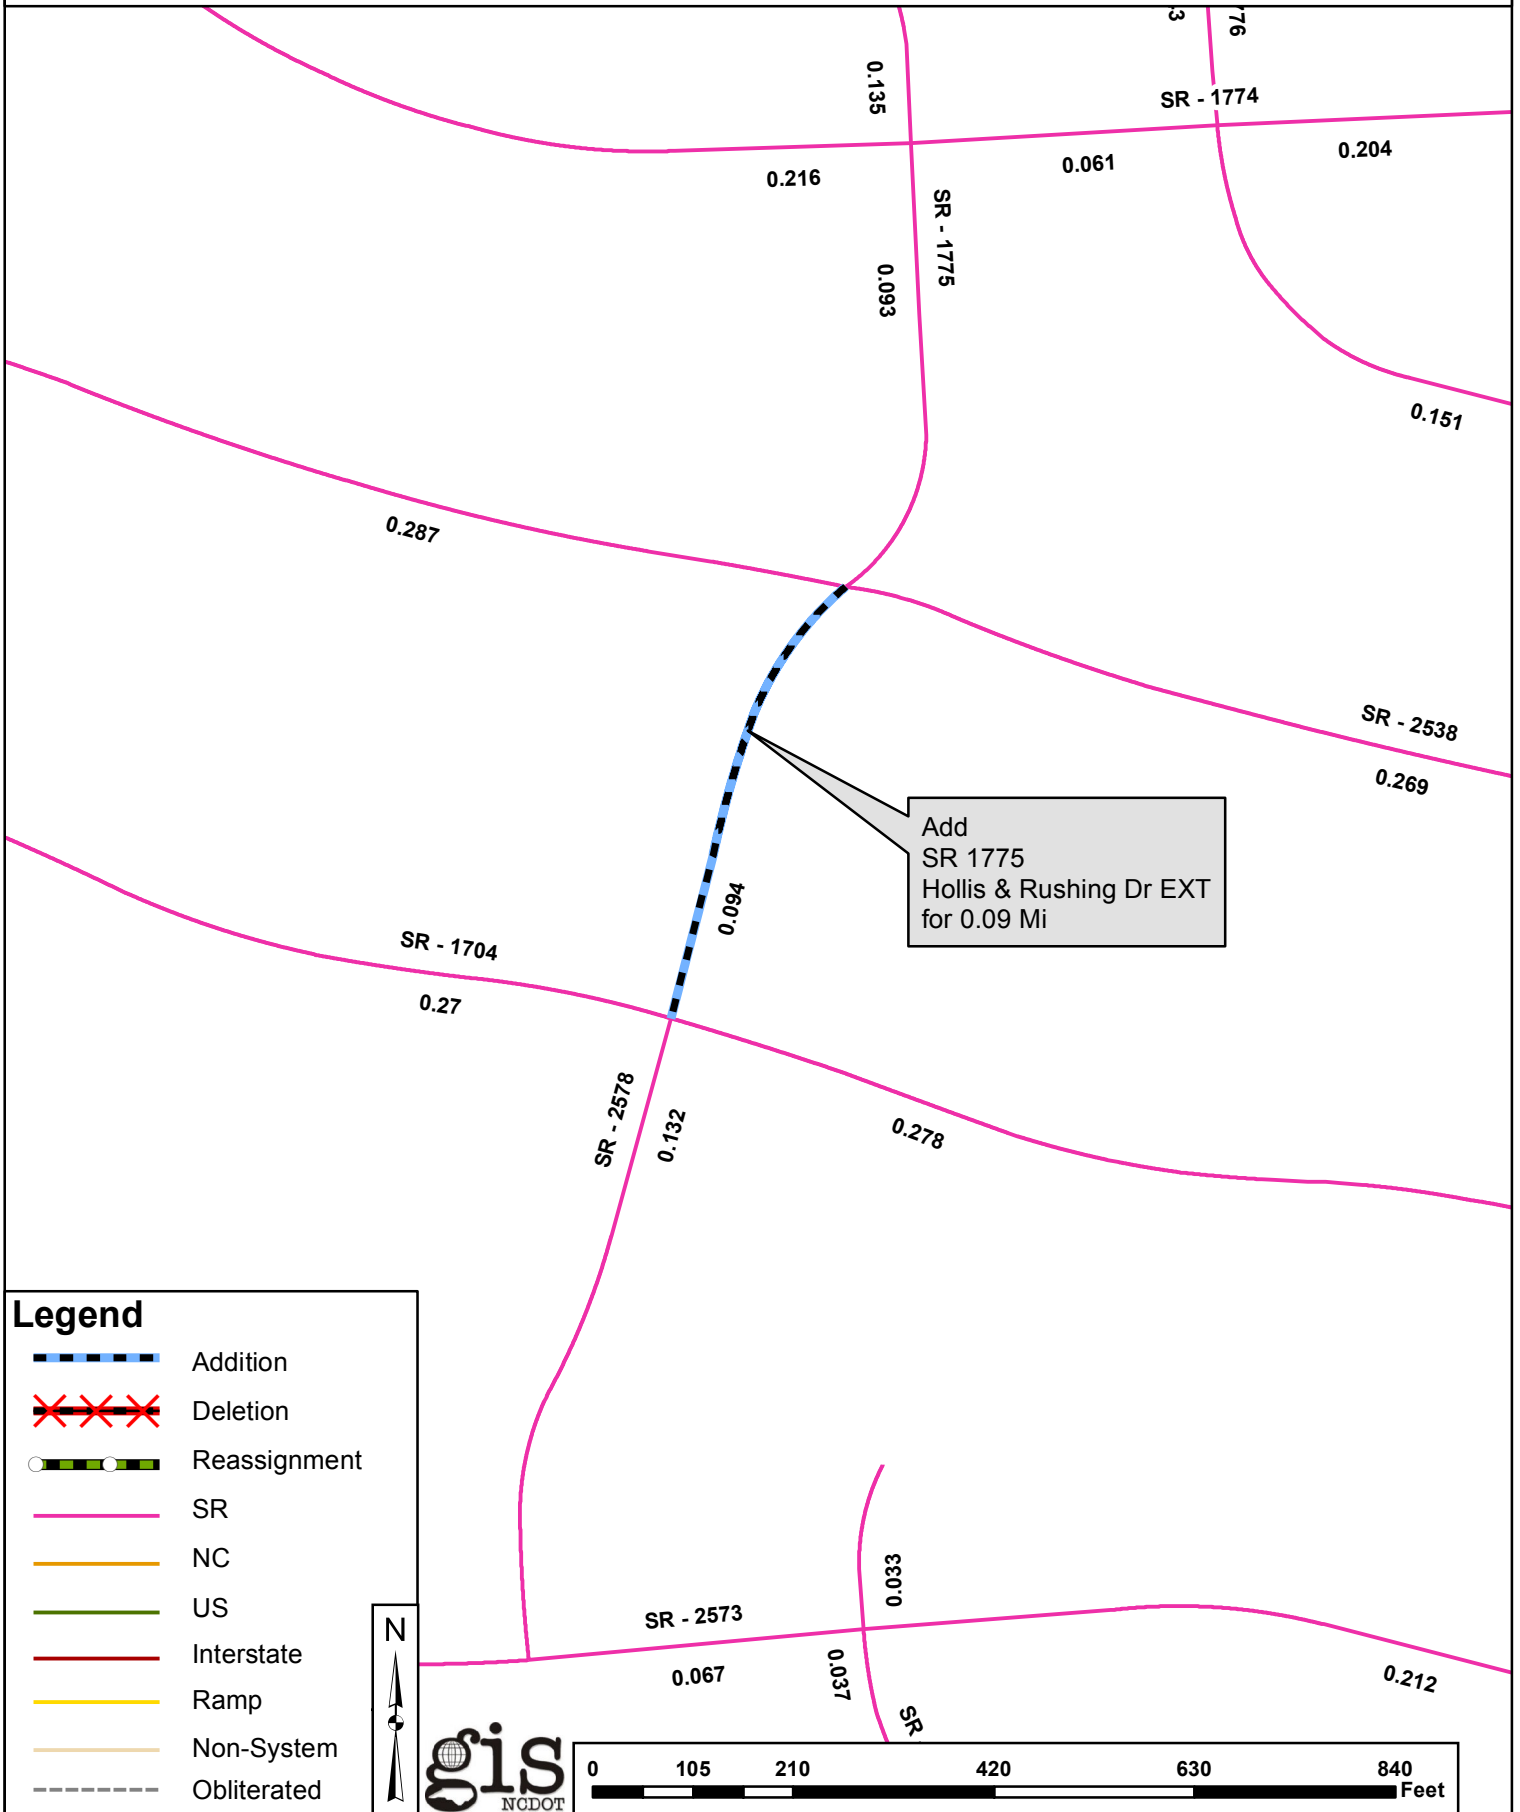 76
SR - 1774
0.135
0.216
0.061
0.204
SR - 1775
0.093
0.151
0.287
SR - 2538
0.269
Add
SR 1775
Hollis & Rushing Dr EXT
for 0.09 Mi
0.094
SR - 1704
0.27
SR - 2578
0.132
0.278
Legend
Addition
Deletion
Reassignment
SR
NC
US
Interstate
Ramp
Non-System
Obliterated
N
0.033
SR - 2573
0.067
0.037
0.212
SR
gis
NCDOT
0 105 210 420 630 840
Feet